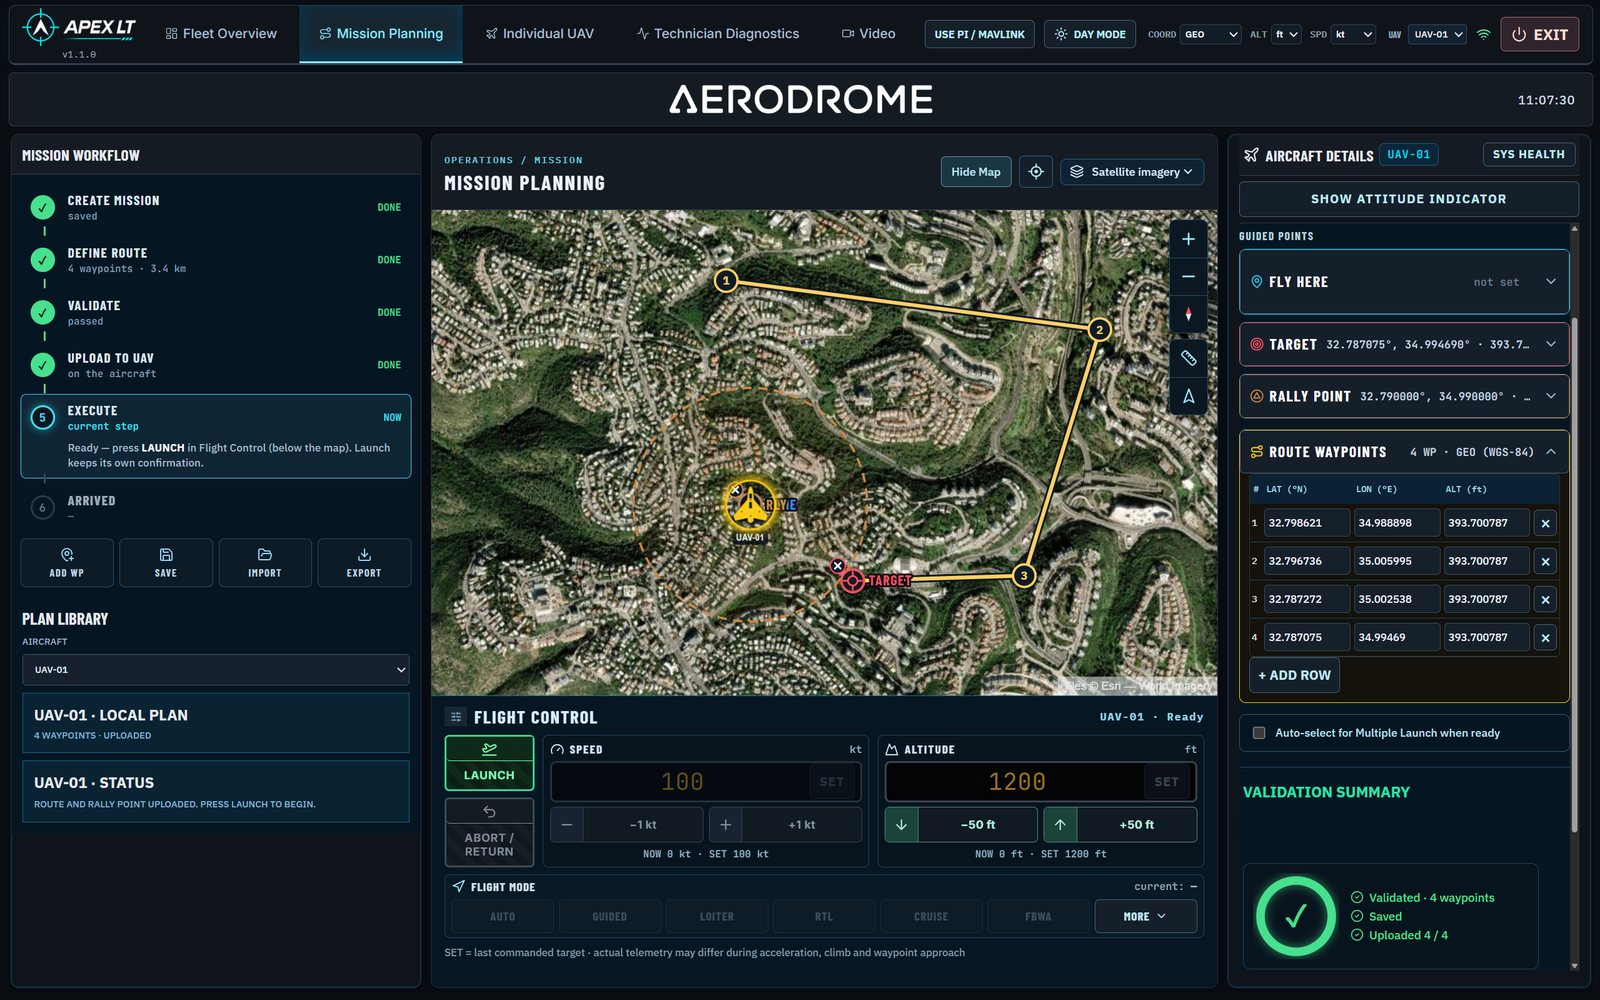 APEX LT
v1.1.0
Fleet Overview
Mission Planning
Individual UAV
Technician Diagnostics
Video
USE PI / MAVLINK
DAY MODE
COORD GEO
ALT ft
SPD kt
UAV UAV-01
EXIT
AERODROME
11:07:30
MISSION WORKFLOW
CREATE MISSION
saved
DONE
DEFINE ROUTE
4 waypoints · 3.4 km
DONE
VALIDATE
passed
DONE
UPLOAD TO UAV
on the aircraft
DONE
5
EXECUTE
current step
NOW
Ready — press LAUNCH in Flight Control (below the map). Launch
keeps its own confirmation.
6
ARRIVED
—
ADD WP
SAVE
IMPORT
EXPORT
PLAN LIBRARY
AIRCRAFT
UAV-01
UAV-01 · LOCAL PLAN
4 WAYPOINTS · UPLOADED
UAV-01 · STATUS
ROUTE AND RALLY POINT UPLOADED. PRESS LAUNCH TO BEGIN.
OPERATIONS / MISSION
MISSION PLANNING
Hide Map
Satellite imagery
1
2
3
UAV-01
TARGET
Esri — World Imagery
FLIGHT CONTROL
UAV-01 · Ready
LAUNCH
ABORT /
RETURN
SPEED
kt
100
SET
−1 kt
+1 kt
NOW 0 kt · SET 100 kt
ALTITUDE
ft
1200
SET
−50 ft
+50 ft
NOW 0 ft · SET 1200 ft
FLIGHT MODE
current: —
AUTO
GUIDED
LOITER
RTL
CRUISE
FBWA
MORE
SET = last commanded target · actual telemetry may differ during acceleration, climb and waypoint approach
AIRCRAFT DETAILS
UAV-01
SYS HEALTH
SHOW ATTITUDE INDICATOR
GUIDED POINTS
FLY HERE
not set
TARGET 32.787075°, 34.994690° · 393.7…
RALLY POINT 32.790000°, 34.990000° · …
ROUTE WAYPOINTS 4 WP · GEO (WGS-84)
# LAT (°N) LON (°E) ALT (ft)
1 32.798621 34.988898 393.700787 ×
2 32.796736 35.005995 393.700787 ×
3 32.787272 35.002538 393.700787 ×
4 32.787075 34.99469 393.700787 ×
+ ADD ROW
Auto-select for Multiple Launch when ready
VALIDATION SUMMARY
Validated · 4 waypoints
Saved
Uploaded 4 / 4